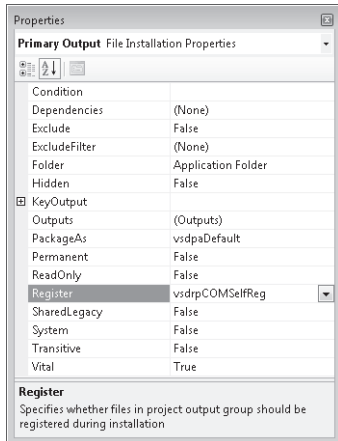 Properties
Primary Output File Installation Properties
Condition
Dependencies (None)
Exclude False
ExcludeFilter (None)
Folder Application Folder
Hidden False
KeyOutput
Outputs (Outputs)
PackageAs vsdpaDefault
Permanent False
ReadOnly False
Register vsdrpCOMSelfReg
SharedLegacy False
System False
Transitive False
Vital True
Register
Specifies whether files in project output group should be
registered during installation